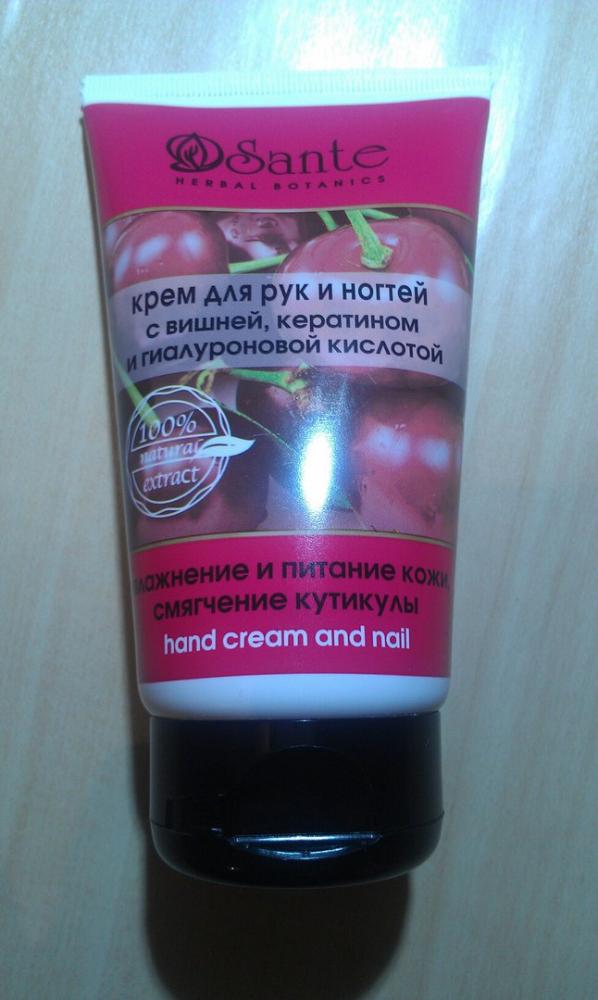 Sante
HERBAL BOTANICS
крем для рук и ногтей
с вишней, кератином
и гиалуроновой кислотой
100%
natural
extract
и питание кожи,
смягчение кутикулы
hand cream and nail